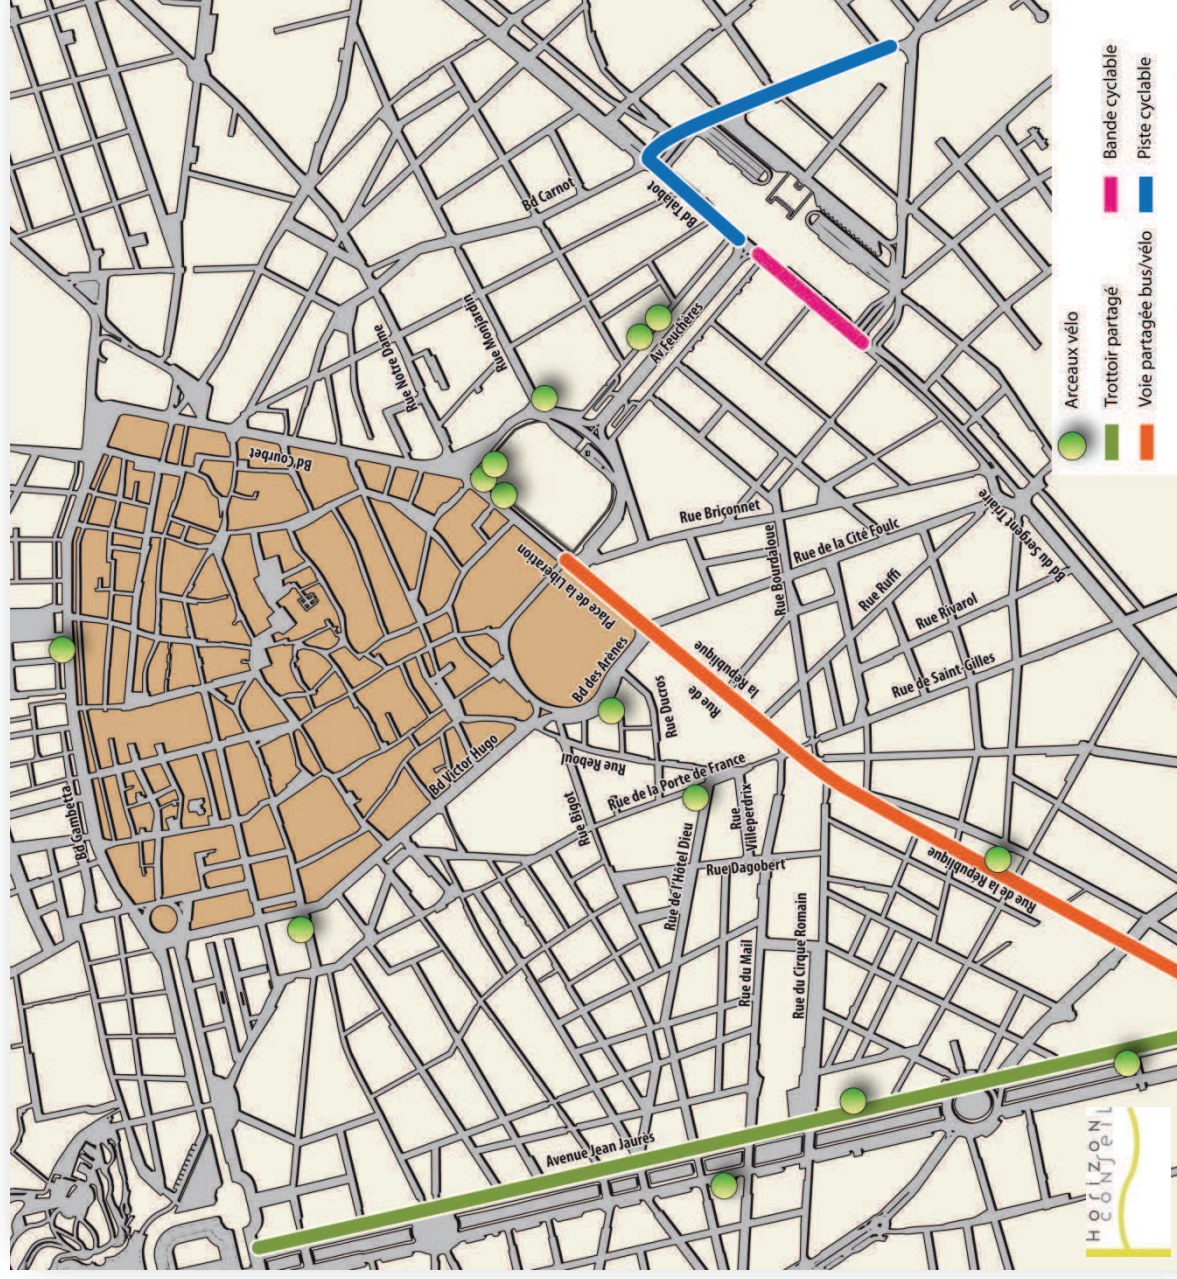 Bd Carnot
Bd Talabot
Rue Monjardin
Rue Notre Dame
Av Feuchères
Bd Courbet
Place de la Libération
Rue Briçonnet
Rue de la Cité Foulc
Rue Bourdaloue
Rue Ruffi
Rue Rivarol
Bd du Sergent Triaire
Rue de Saint-Gilles
Bd des Arènes
Rue Ducros
Rue de
la République
Rue Reboul
Bd Victor Hugo
Rue de la Porte de France
Rue Bigot
Rue
Villeperdrix
Bd Gambetta
Rue de l'Hôtel Dieu
Rue Dagobert
Rue de la République
Rue du Mail
Rue du Cirque Romain
Avenue Jean Jaurès
Arceaux vélo
Trottoir partagé
Voie partagée bus/vélo
Bande cyclable
Piste cyclable
HoriZoN
CONJEIL